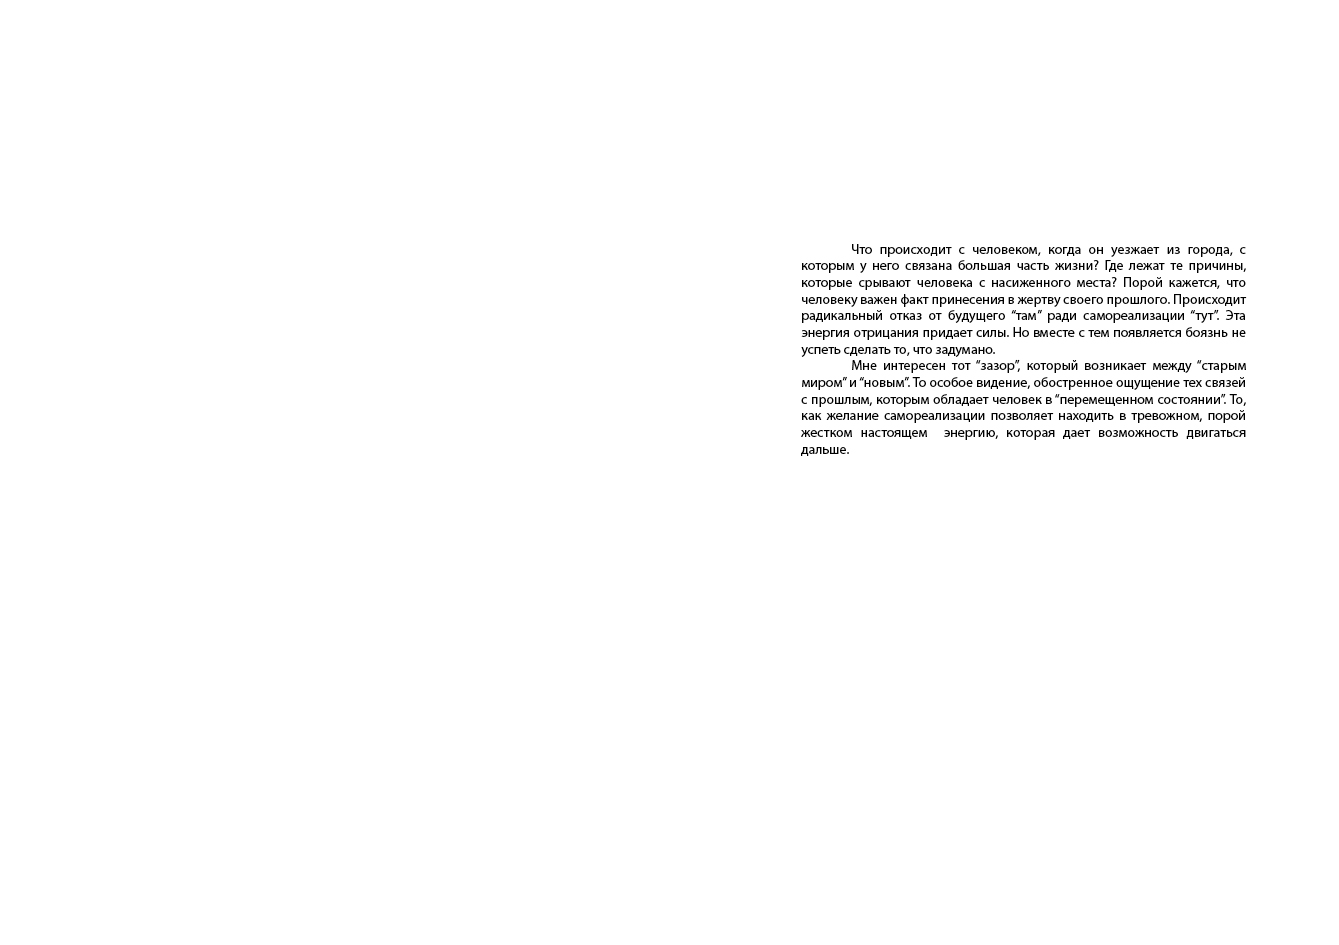 Что происходит с человеком, когда он уезжает из города, с
которым у него связана большая часть жизни? Где лежат те причины,
которые срывают человека с насиженного места? Порой кажется, что
человеку важен факт принесения в жертву своего прошлого. Происходит
радикальный отказ от будущего “там” ради самореализации “тут”. Эта
энергия отрицания придает силы. Но вместе с тем появляется боязнь не
успеть сделать то, что задумано.
Мне интересен тот “зазор”, который возникает между “старым
миром” и “новым”. То особое видение, обостренное ощущение тех связей
с прошлым, которым обладает человек в “перемещенном состоянии”. То,
как желание самореализации позволяет находить в тревожном, порой
жестком настоящем  энергию, которая дает возможность двигаться
дальше.